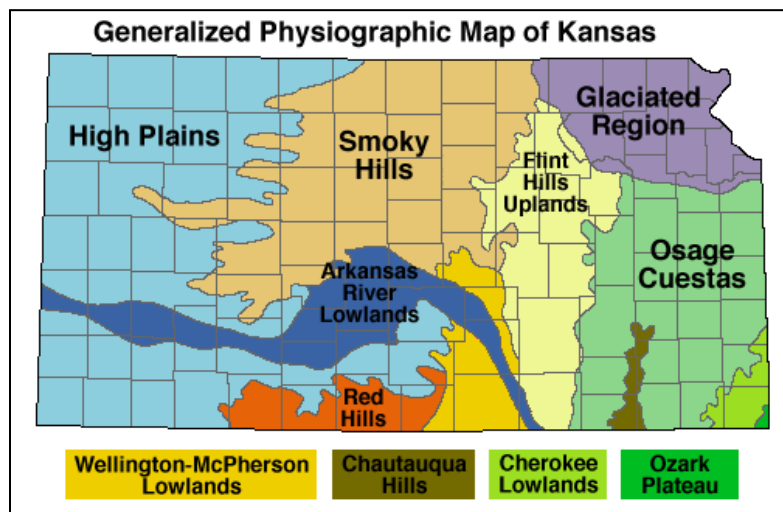 Generalized Physiographic Map of Kansas
High Plains
Smoky
Hills
Glaciated
Region
Flint
Hills
Uplands
Osage
Cuestas
Arkansas
River
Lowlands
Red
Hills
Wellington-McPherson
Lowlands
Chautauqua
Hills
Cherokee
Lowlands
Ozark
Plateau